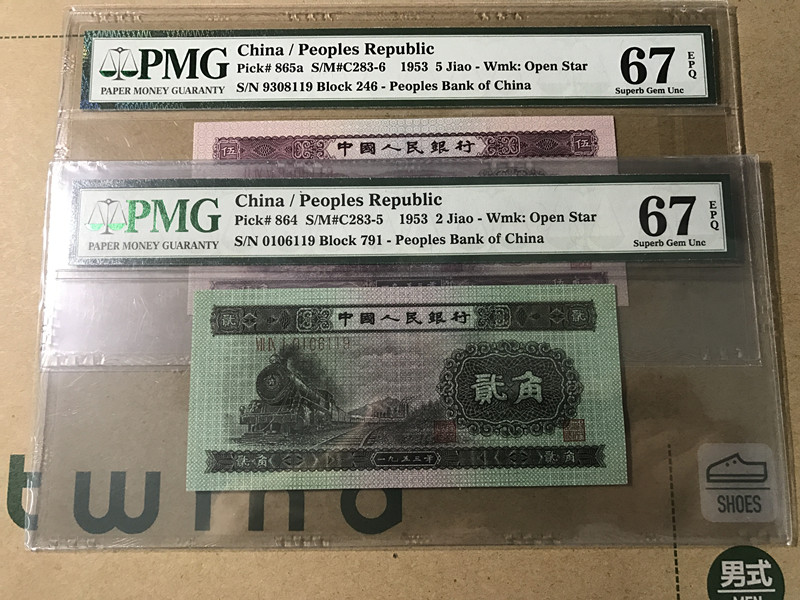 PMG
PAPER MONEY GUARANTY
China / Peoples Republic
Pick# 865a S/M#C283-6 1953 5 Jiao - Wmk: Open Star
S/N 9308119 Block 246 - Peoples Bank of China
67
EPQ
Superb Gem Unc
伍 中國人民銀行 伍
PMG
PAPER MONEY GUARANTY
China / Peoples Republic
Pick# 864 S/M#C283-5 1953 2 Jiao - Wmk: Open Star
S/N 0106119 Block 791 - Peoples Bank of China
67
EPQ
Superb Gem Unc
貳 中國人民銀行 貳
0106119
貳角
貳角 一九五三年 貳角
SHOES
男式
MEN